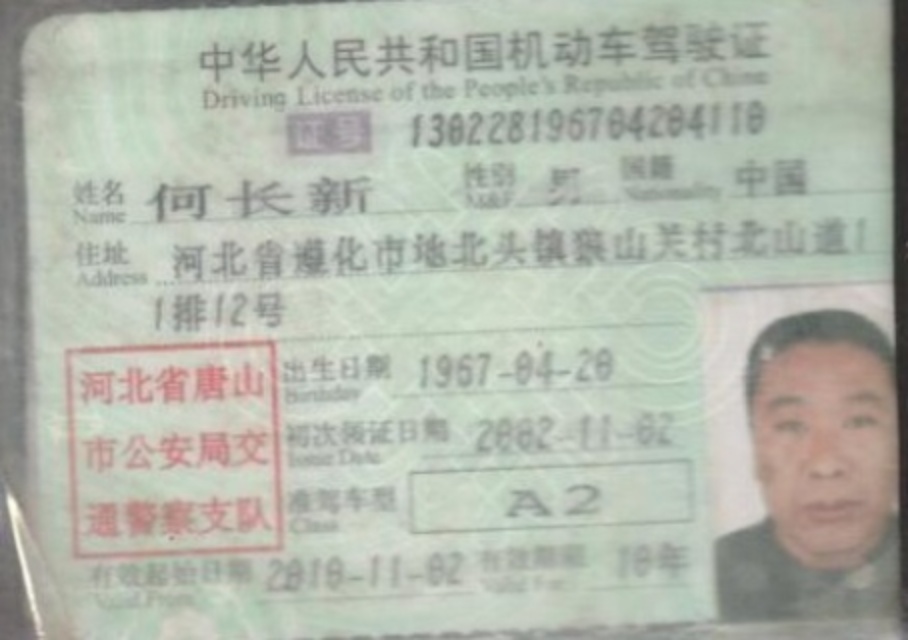 中华人民共和国机动车驾驶证
Driving License of the People's Republic of China
证号 130228196704204110
姓名 何长新 性别 男 国籍 中国
Name Nationality
住址 河北省遵化市地北头镇 山关村北山道1
Address
1排12号
河北省唐山
市公安局交
通警察支队
出生日期 1967-04-20
Birthday
初次领证日期 2002-11-02
Issue Date
准驾车型 A2
Class
有效起始日期 2010-11-02 有效期限 10年
Valid From Valid For